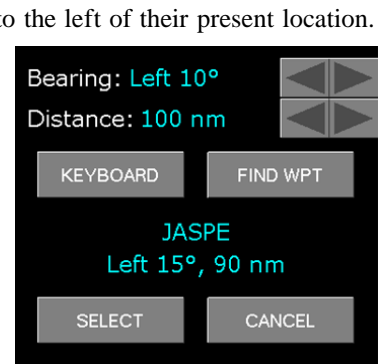 to the left of their present location.
Bearing: Left 10°
Distance: 100 nm
KEYBOARD FIND WPT
JASPE
Left 15°, 90 nm
SELECT CANCEL